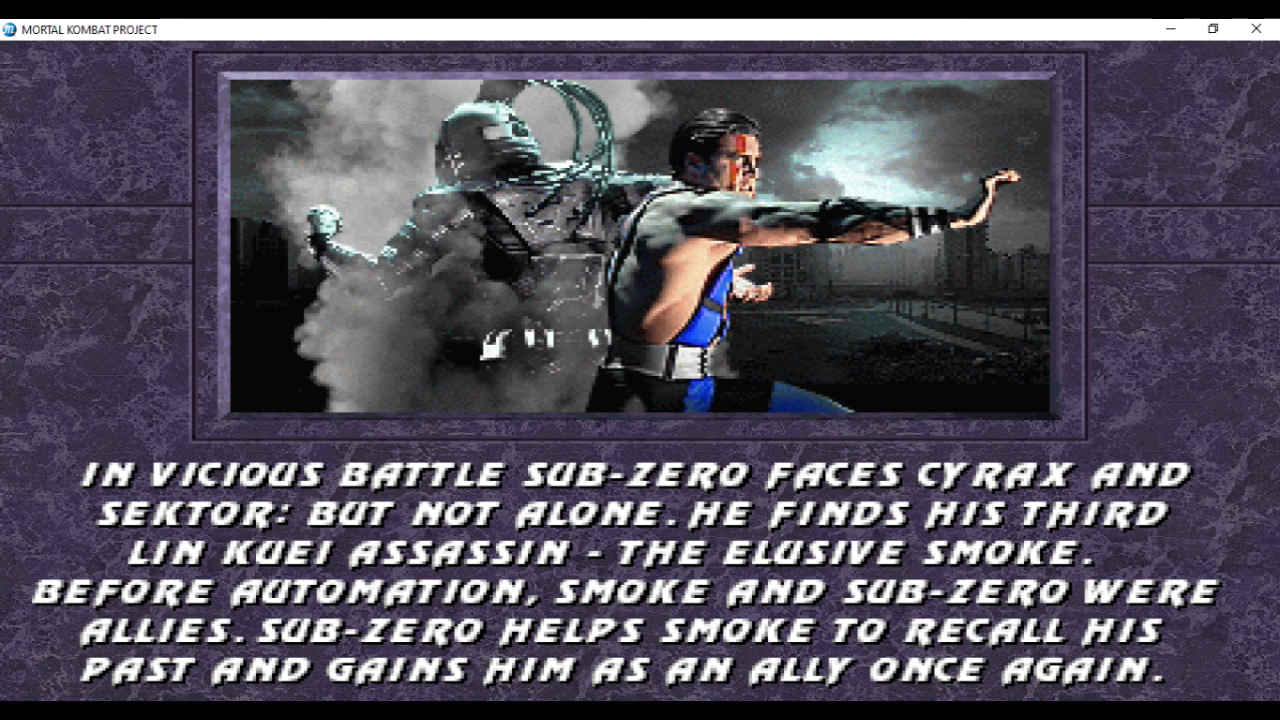 MORTAL KOMBAT PROJECT
IN VICIOUS BATTLE SUB-ZERO FACES CYRAX AND
SEKTOR: BUT NOT ALONE. HE FINDS HIS THIRD
LIN KUEI ASSASSIN - THE ELUSIVE SMOKE.
BEFORE AUTOMATION, SMOKE AND SUB-ZERO WERE
ALLIES. SUB-ZERO HELPS SMOKE TO RECALL HIS
PAST AND GAINS HIM AS AN ALLY ONCE AGAIN.